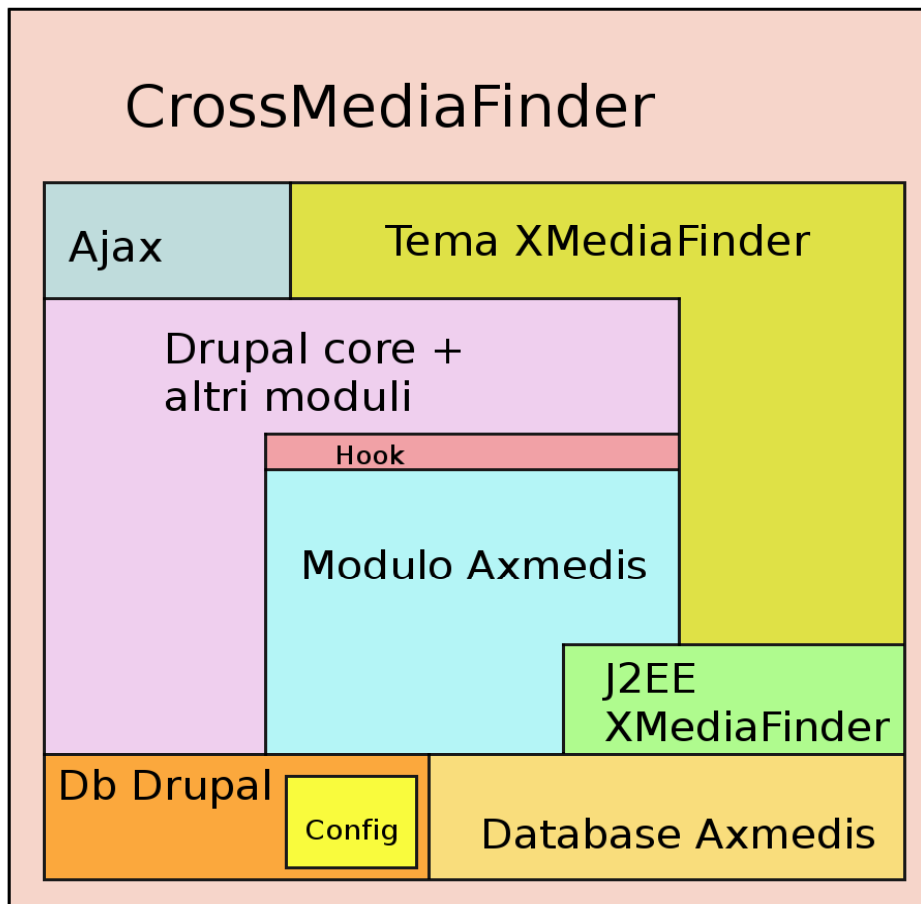 CrossMediaFinder
Ajax
Tema XMediaFinder
Drupal core +
altri moduli
Hook
Modulo Axmedis
J2EE
XMediaFinder
Db Drupal
Config
Database Axmedis